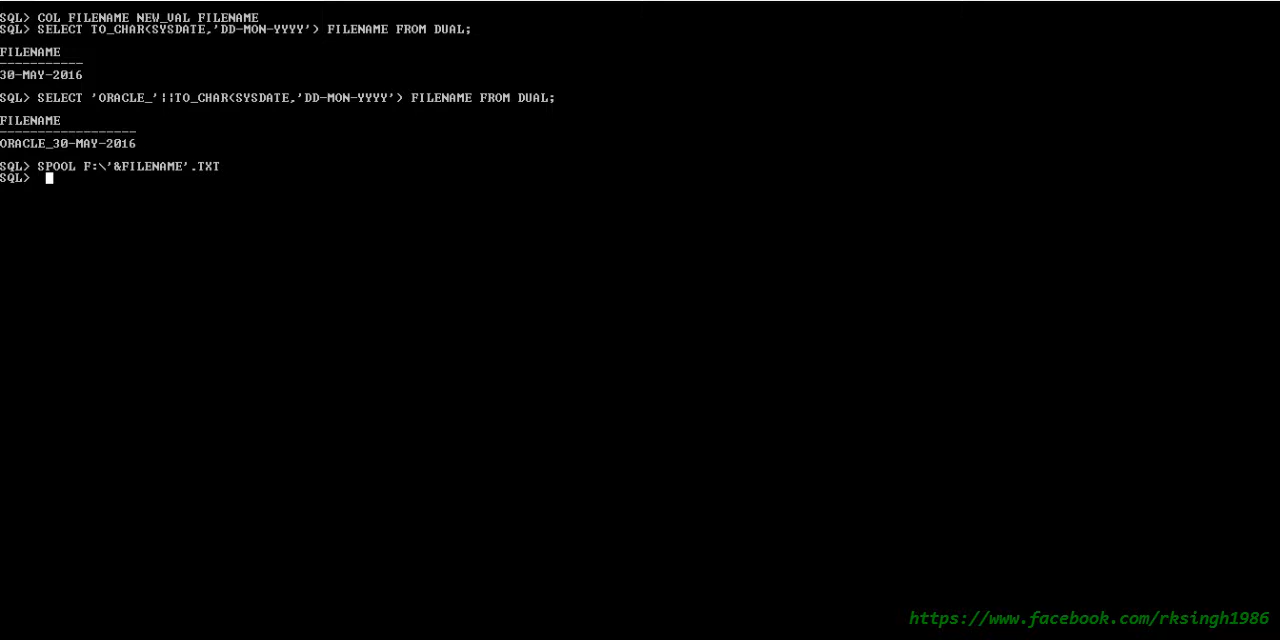 SQL> COL FILENAME NEW_VAL FILENAME
SQL> SELECT TO_CHAR(SYSDATE,'DD-MON-YYYY') FILENAME FROM DUAL;
FILENAME
-----------
30-MAY-2016
SQL> SELECT 'ORACLE_'||TO_CHAR(SYSDATE,'DD-MON-YYYY') FILENAME FROM DUAL;
FILENAME
------------------
ORACLE_30-MAY-2016
SQL> SPOOL F:\'&FILENAME'.TXT
SQL>
https://www.facebook.com/rksingh1986